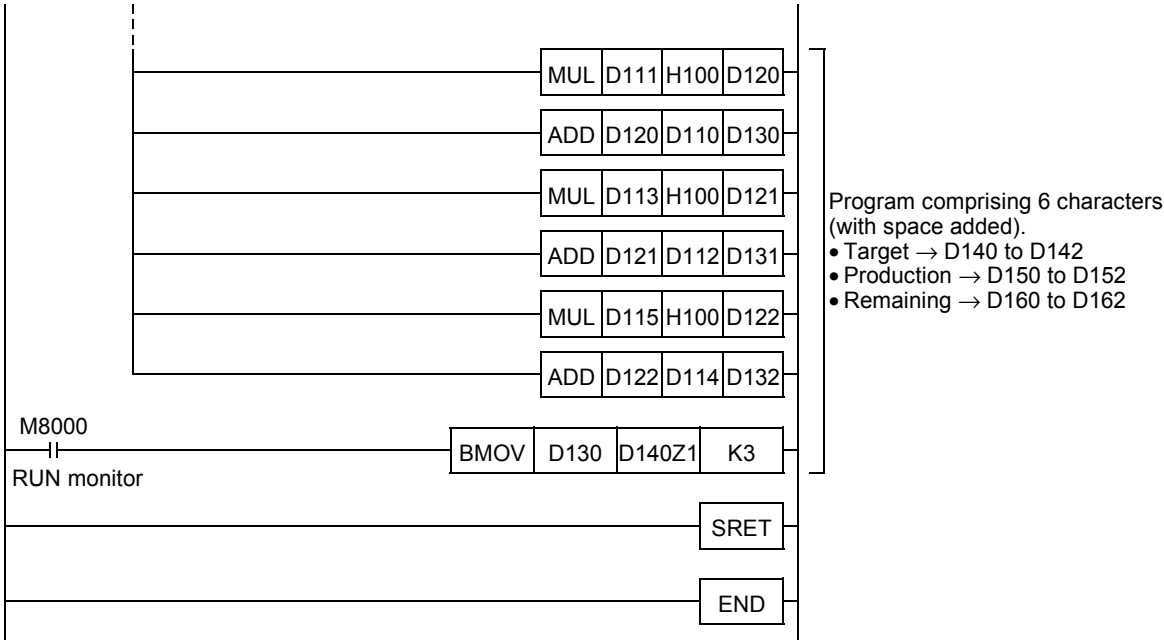 MUL D111 H100 D120
ADD D120 D110 D130
MUL D113 H100 D121
ADD D121 D112 D131
MUL D115 H100 D122
ADD D122 D114 D132
Program comprising 6 characters
(with space added).
• Target → D140 to D142
• Production → D150 to D152
• Remaining → D160 to D162
M8000
RUN monitor
BMOV D130 D140Z1 K3
SRET
END